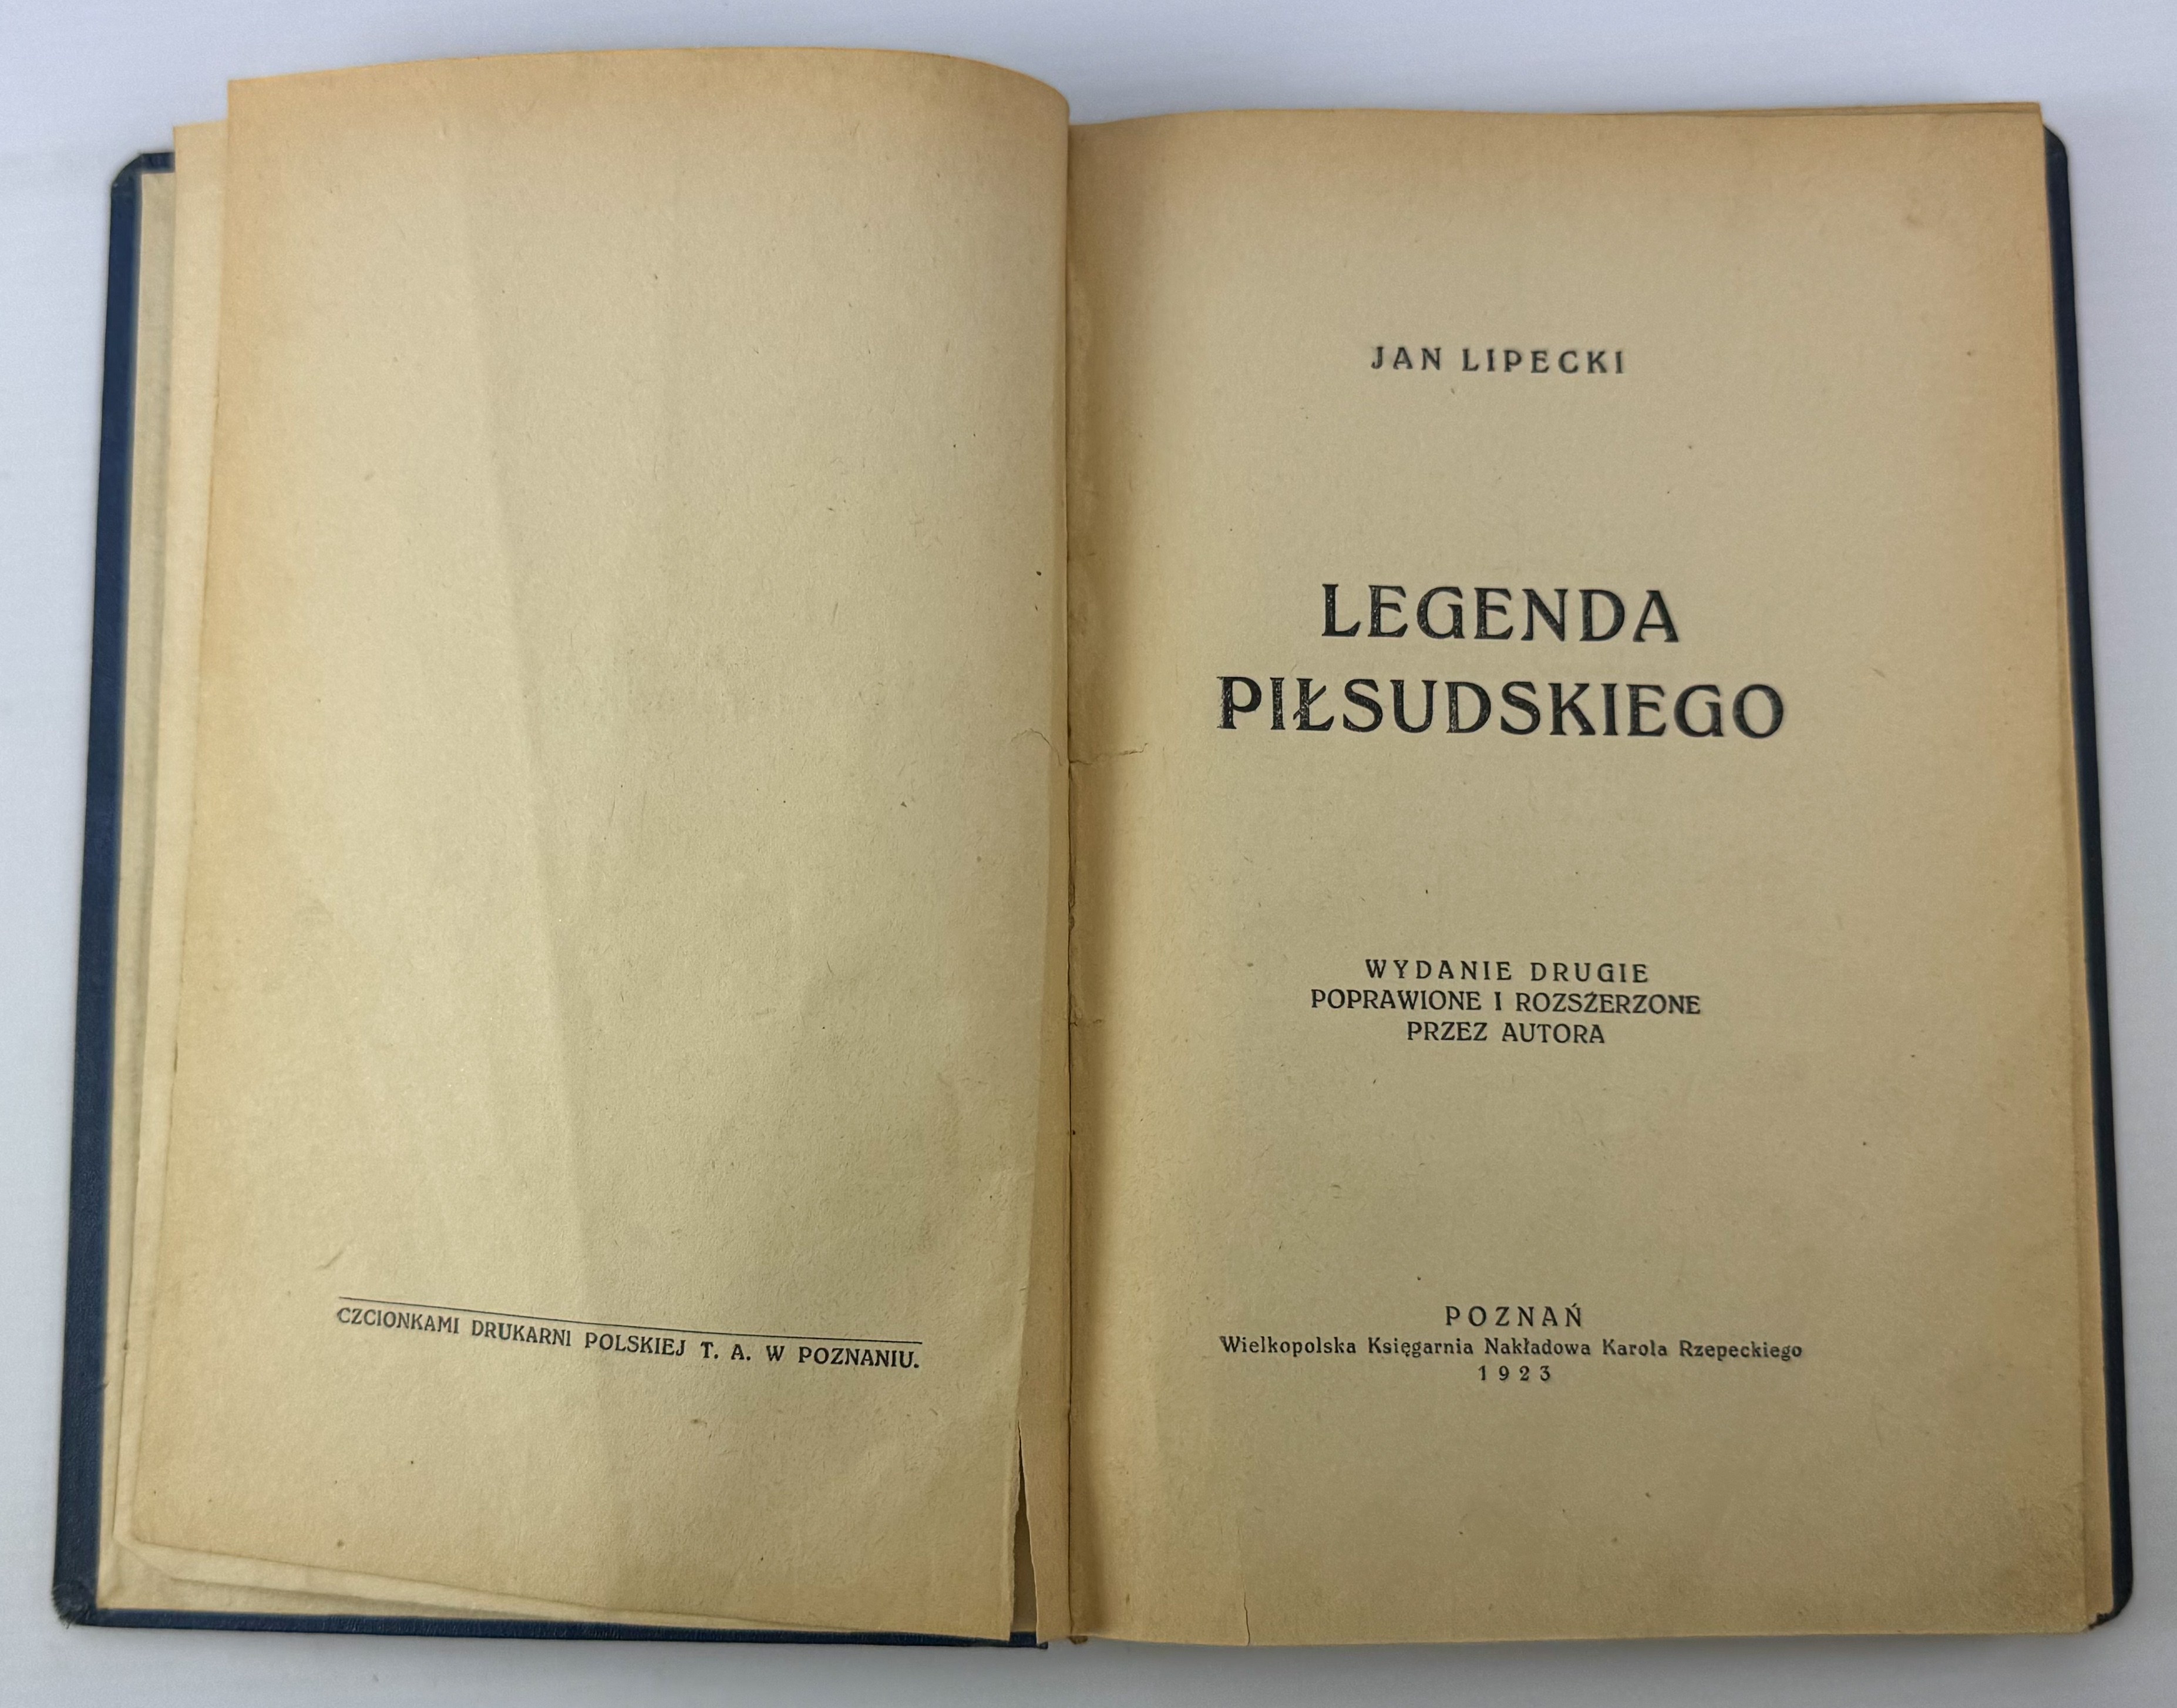 CZCIONKAMI DRUKARNI POLSKIEJ T. A. W POZNANIU.
JAN LIPECKI
LEGENDA
PIŁSUDSKIEGO
WYDANIE DRUGIE
POPRAWIONE I ROZSŻERZONE
PRZEZ AUTORA
POZNAŃ
Wielkopolska Księgarnia Nakładowa Karola Rzepeckiego
1923